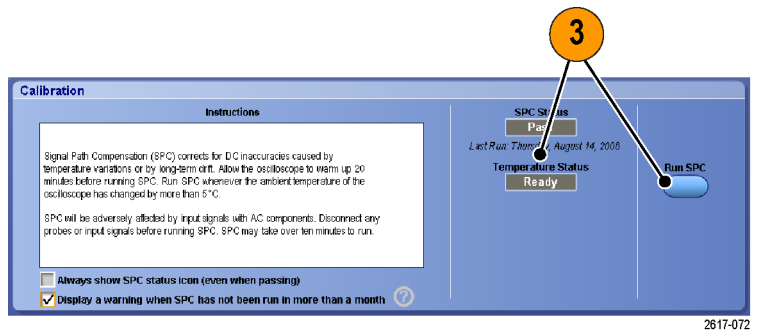 3
Calibration
Instructions
Signal Path Compensation (SPC) corrects for DC inaccuracies caused by
temperature variations or by long-term drift. Allow the oscilloscope to warm up 20
minutes before running SPC. Run SPC whenever the ambient temperature of the
oscilloscope has changed by more than 5°C.
SPC will be adversely affected by input signals with AC components. Disconnect any
probes or input signals before running SPC. SPC may take over ten minutes to run.
Always show SPC status icon (even when passing)
Display a warning when SPC has not been run in more than a month ?
SPC Status
Pass
Last Run: Thursday, August 14, 2008
Temperature Status
Ready
Run SPC
2617-072